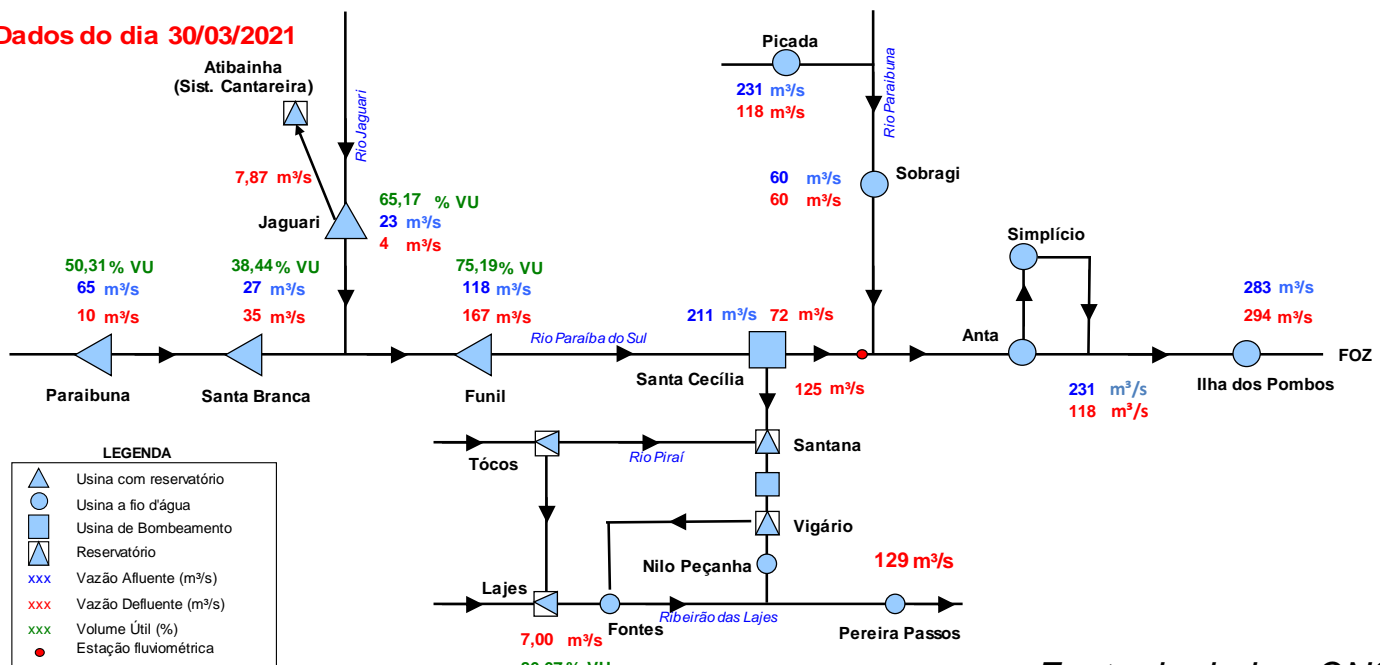 Dados do dia 30/03/2021
Atibainha
(Sist. Cantareira)
Rio Jaguari
7,87 m³/s
Jaguari
65,17 % VU
23 m³/s
4 m³/s
Picada
231 m³/s
118 m³/s
Rio Paraibuna
60 m³/s
60 m³/s
Sobragi
50,31 % VU
65 m³/s
10 m³/s
Paraibuna
38,44 % VU
27 m³/s
35 m³/s
Santa Branca
75,19 % VU
118 m³/s
167 m³/s
Funil
Rio Paraíba do Sul
211 m³/s 72 m³/s
Santa Cecília
125 m³/s
Simplício
Anta
231 m³/s
118 m³/s
283 m³/s
294 m³/s
Ilha dos Pombos
FOZ
Tócos
Rio Piraí
Santana
Vigário
Nilo Peçanha
129 m³/s
Lajes
7,00 m³/s
Fontes
Ribeirão das Lajes
Pereira Passos
LEGENDA
Usina com reservatório
Usina a fio d'água
Usina de Bombeamento
Reservatório
xxx Vazão Afluente (m³/s)
xxx Vazão Defluente (m³/s)
xxx Volume Útil (%)
Estação fluviométrica